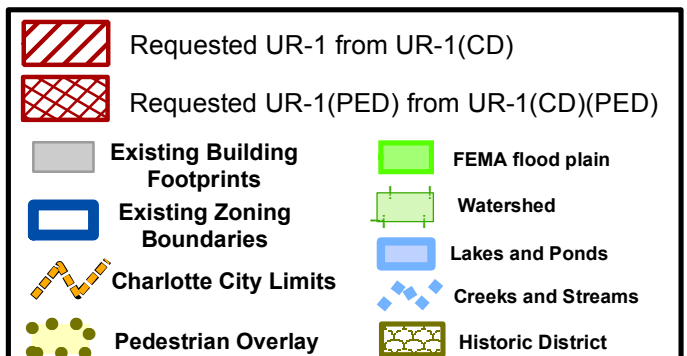 Requested UR-1 from UR-1(CD)
Requested UR-1(PED) from UR-1(CD)(PED)
Existing Building
Footprints
Existing Zoning
Boundaries
Charlotte City Limits
Pedestrian Overlay
FEMA flood plain
Watershed
Lakes and Ponds
Creeks and Streams
Historic District